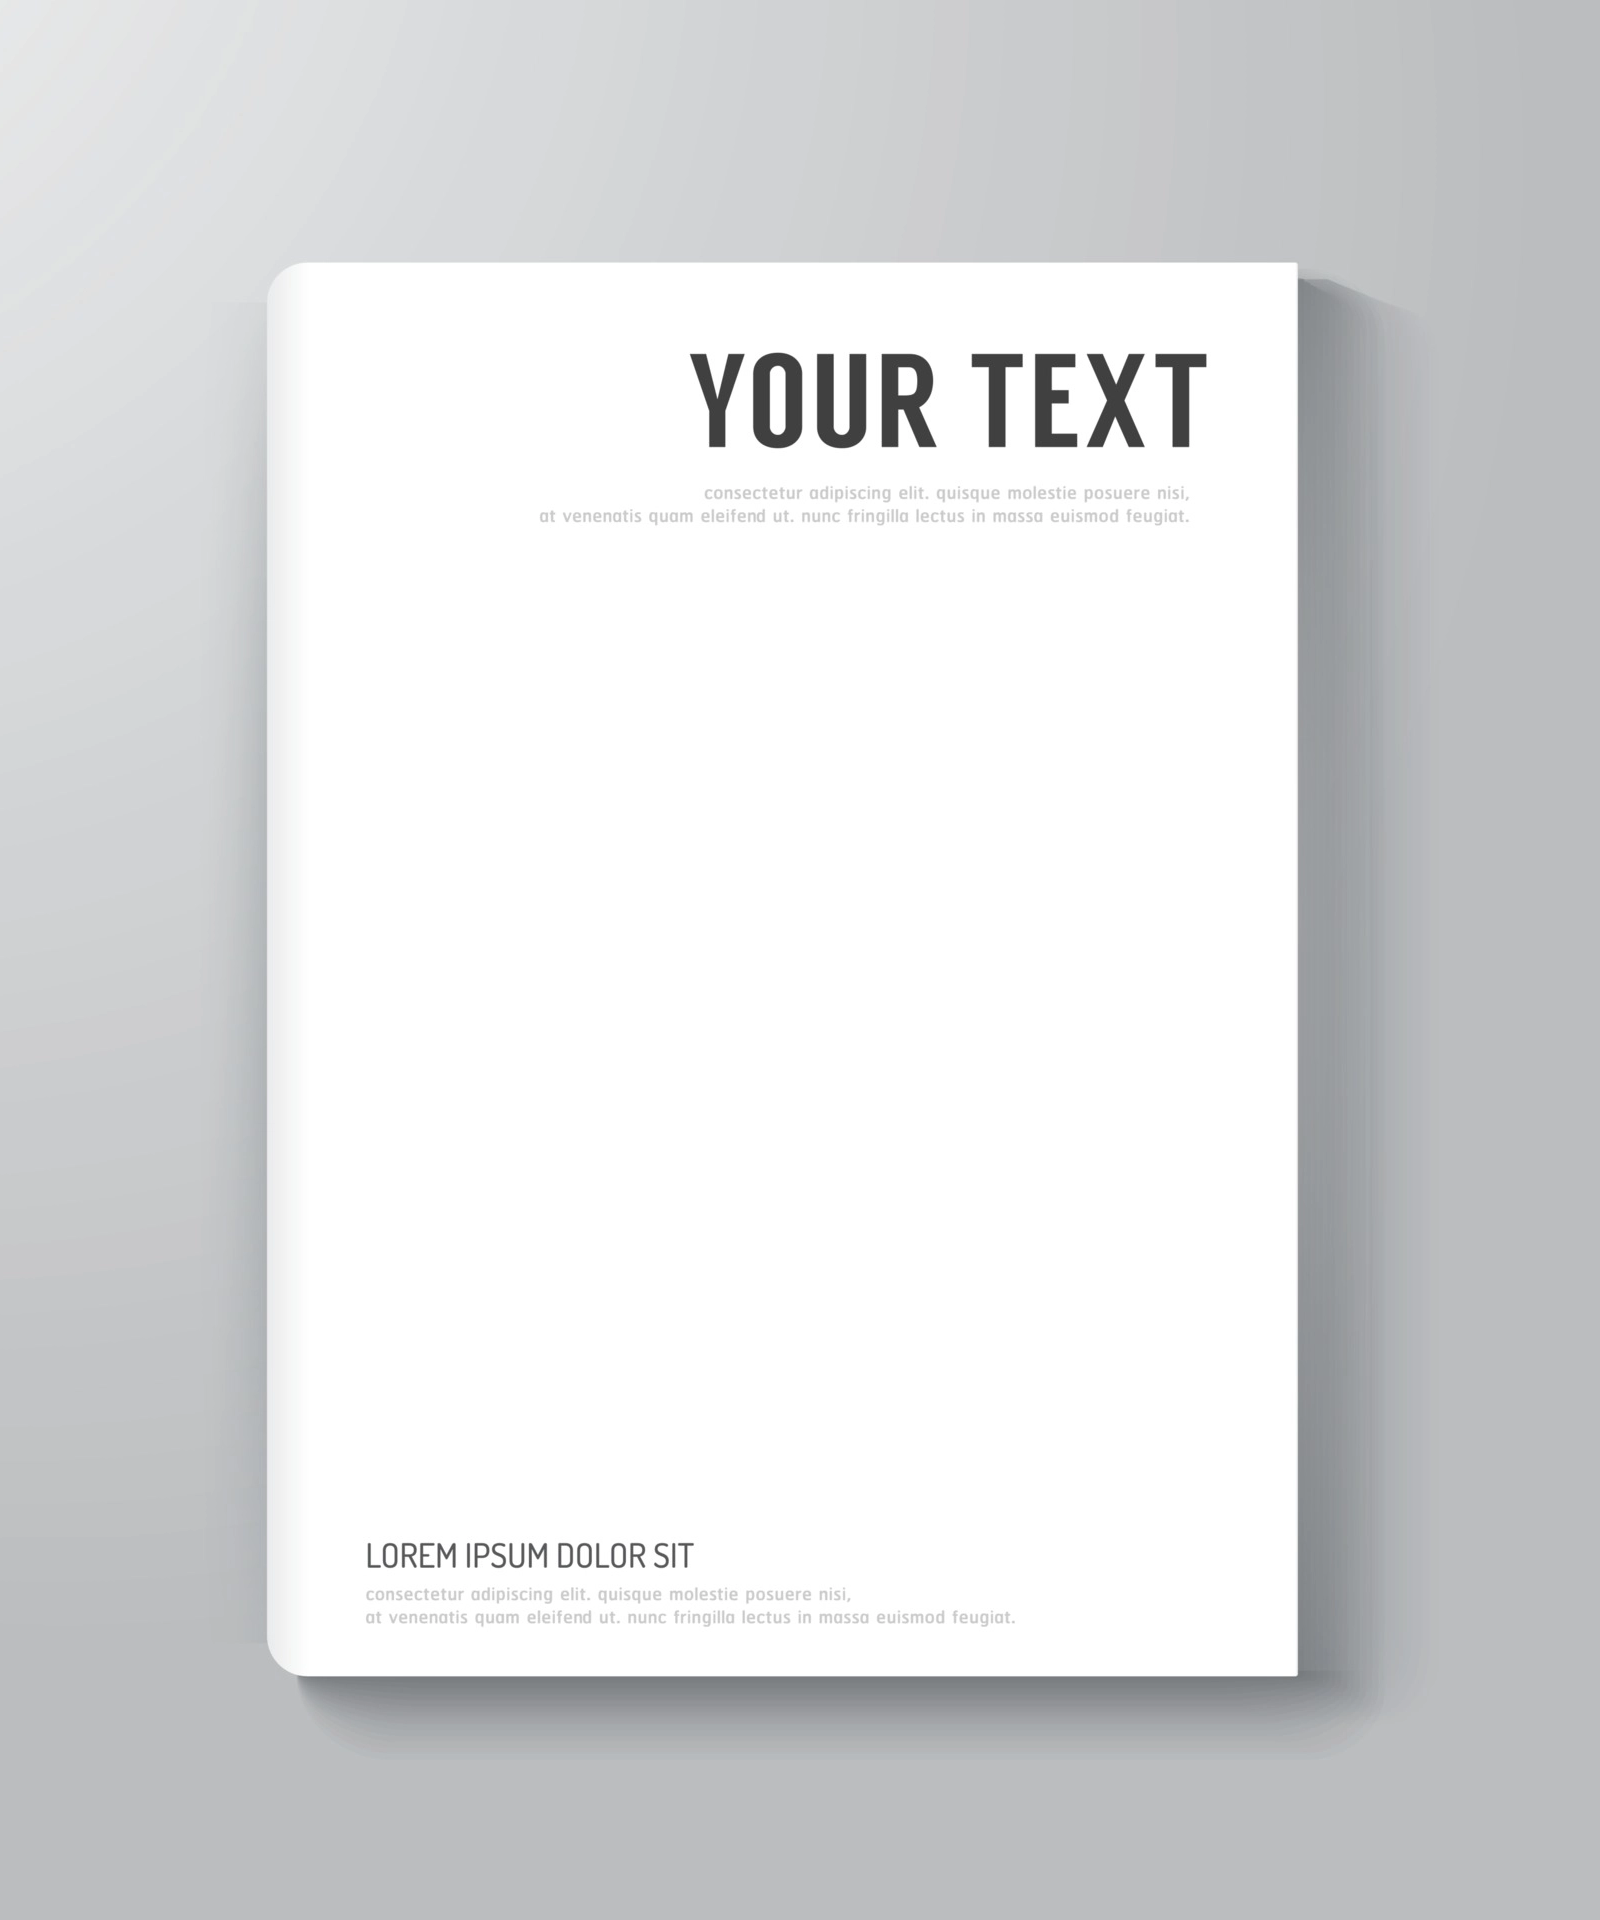 YOUR TEXT
consectetur adipiscing elit. quisque molestie posuere nisi,
at venenatis quam eleifend ut. nunc fringilla lectus in massa euismod feugiat.
LOREM IPSUM DOLOR SIT
consectetur adipiscing elit. quisque molestie posuere nisi,
at venenatis quam eleifend ut. nunc fringilla lectus in massa euismod feugiat.